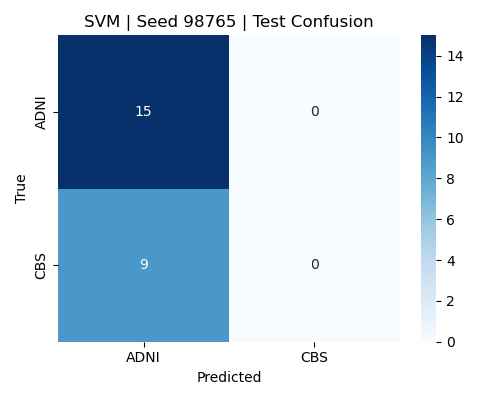 SVM | Seed 98765 | Test Confusion
ADNI
15
0
14
12
10
8
6
4
2
0
True
CBS
9
0
ADNI
CBS
Predicted